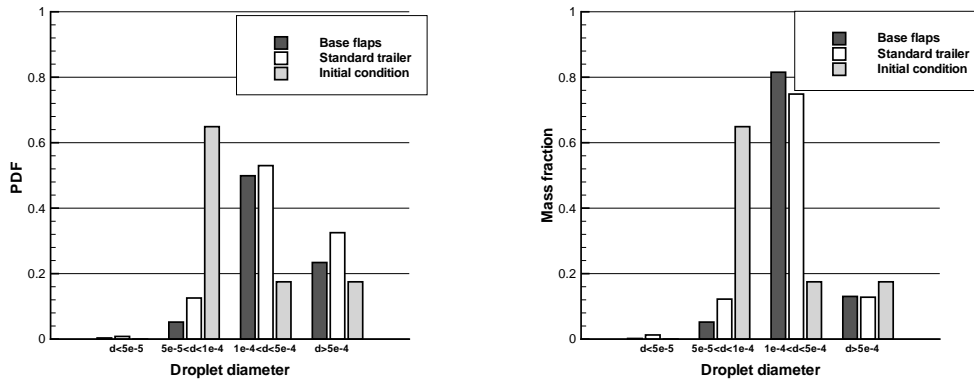 1
0.8
0.6
0.4
0.2
0
PDF
Base flaps
Standard trailer
Initial condition
d<5e-5 5e-5<d<1e-4 1e-4<d<5e-4 d>5e-4
Droplet diameter
1
0.8
0.6
0.4
0.2
0
Mass fraction
Base flaps
Standard trailer
Initial condition
d<5e-5 5e-5<d<1e-4 1e-4<d<5e-4 d>5e-4
Droplet diameter